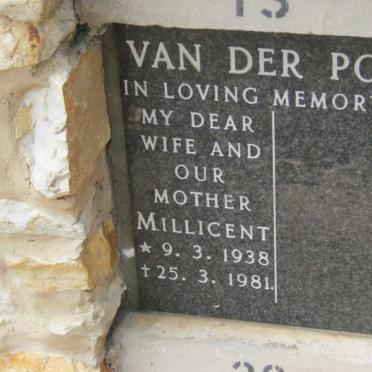 15
VAN DER PO
IN LOVING MEMORY
MY DEAR
WIFE AND
OUR
MOTHER
MILLICENT
★ 9. 3. 1938
✝ 25. 3. 1981.